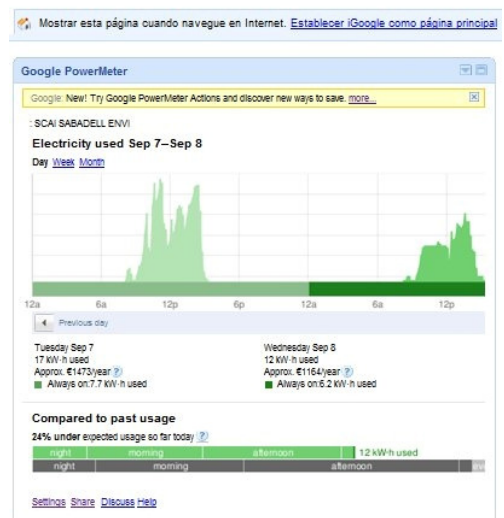 Mostrar esta página cuando navegue en Internet. Establecer iGoogle como página principal
Google PowerMeter
Google: New! Try Google PowerMeter Actions and discover new ways to save. more...
: SCAI SABADELL ENVI
Electricity used Sep 7–Sep 8
Day Week Month
12a 6a 12p 6p 12a 6a 12p
Previous day
Tuesday Sep 7
17 kW·h used
Approx. €1473/year ?
Always on:7.7 kW·h used
Wednesday Sep 8
12 kW·h used
Approx. €1164/year ?
Always on:6.2 kW·h used
Compared to past usage
24% under expected usage so far today ?
night morning afternoon 12 kW·h used
night morning afternoon eve
Settings Share Discuss Help